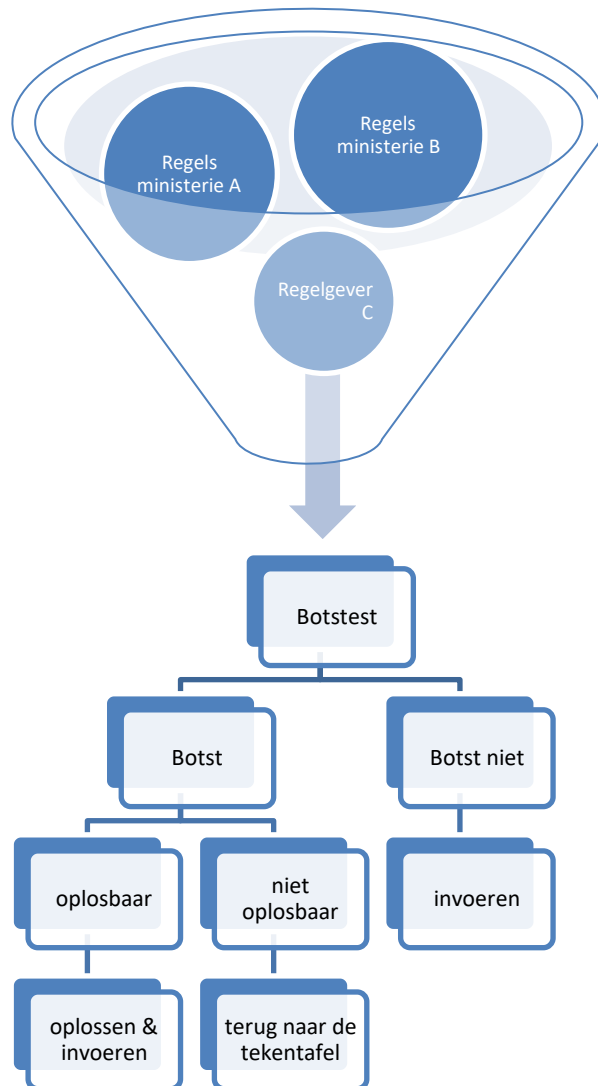 Regels
ministerie A
Regels
ministerie B
Regelgever
C
Botstest
Botst
Botst niet
oplosbaar
niet
oplosbaar
invoeren
oplossen &
invoeren
terug naar de
tekentafel